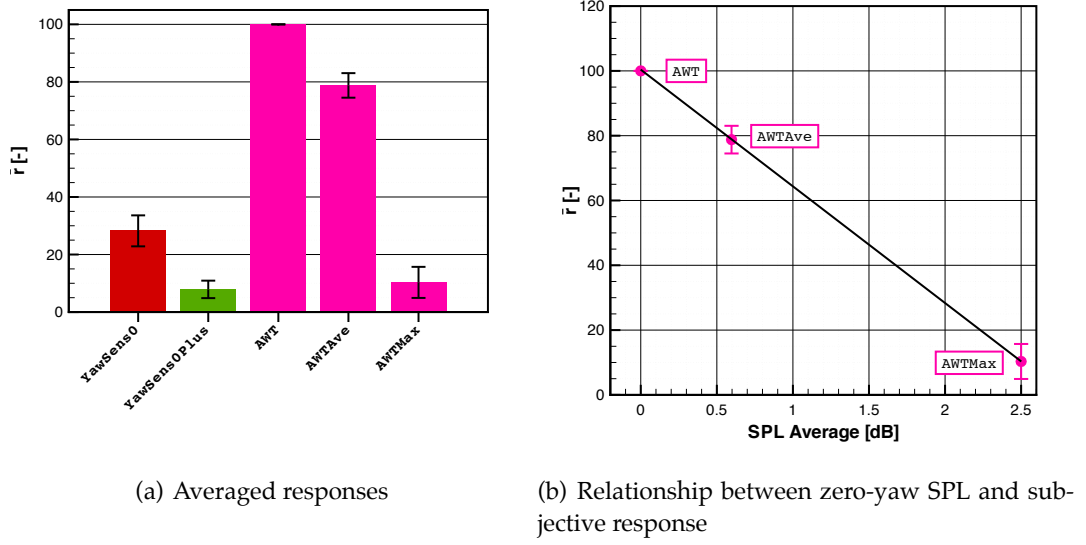 100
80
60
40
20
0
r̄ [-]
YawSens0
YawSens0Plus
AWT
AWTAve
AWTMax
(a) Averaged responses
120
100
80
60
40
20
0
r̄ [-]
AWT
AWTAve
AWTMax
0 0.5 1 1.5 2 2.5
SPL Average [dB]
(b) Relationship between zero-yaw SPL and sub-
jective response